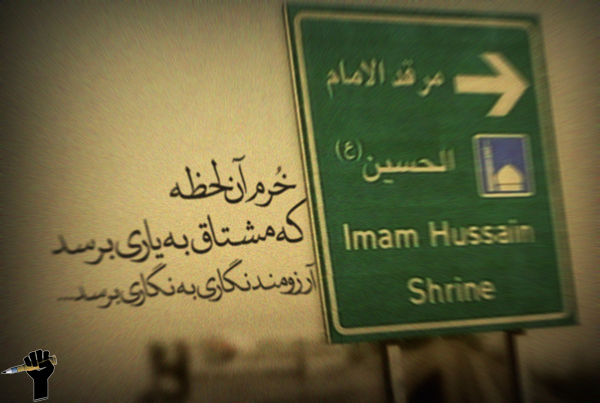 خُرم آن لحظه
که مشتاق به یاری برسد
آرزومند نگاری به نگاری برسد...
مرقد الامام
الحسين (ع)
Imam Hussain
Shrine